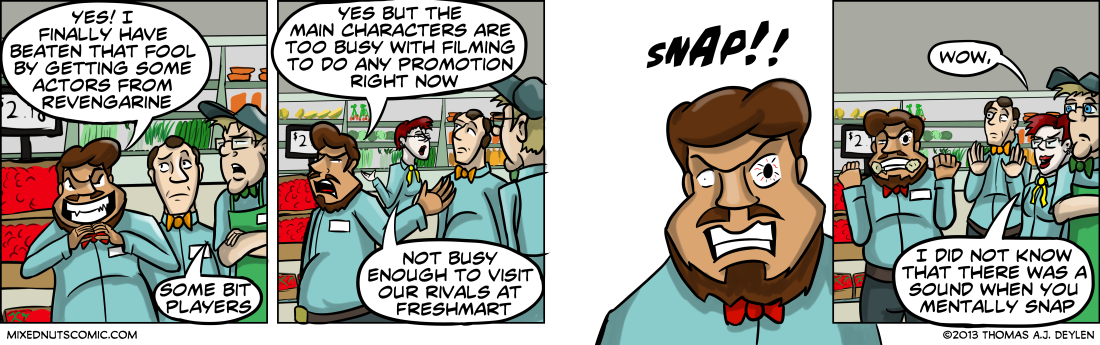 YES! I
FINALLY HAVE
BEATEN THAT FOOL
BY GETTING SOME
ACTORS FROM
REVENGARINE
SOME BIT
PLAYERS
YES BUT THE
MAIN CHARACTERS ARE
TOO BUSY WITH FILMING
TO DO ANY PROMOTION
RIGHT NOW
$2
NOT BUSY
ENOUGH TO VISIT
OUR RIVALS AT
FRESHMART
SNAP!!
WOW,
$2
I DID NOT KNOW
THAT THERE WAS A
SOUND WHEN YOU
MENTALLY SNAP
MIXEDNUTSCOMIC.COM
©2013 THOMAS A.J. DEYLEN